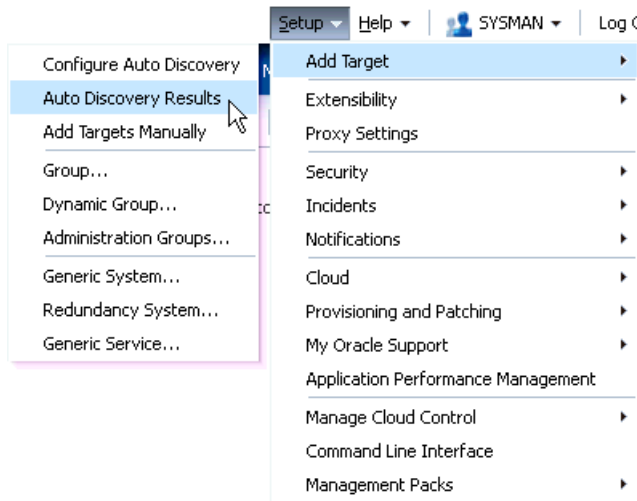 Setup Help SYSMAN Log
Configure Auto Discovery
Auto Discovery Results
Add Targets Manually
Group...
Dynamic Group...
Administration Groups...
Generic System...
Redundancy System...
Generic Service...
Add Target
Extensibility
Proxy Settings
Security
Incidents
Notifications
Cloud
Provisioning and Patching
My Oracle Support
Application Performance Management
Manage Cloud Control
Command Line Interface
Management Packs